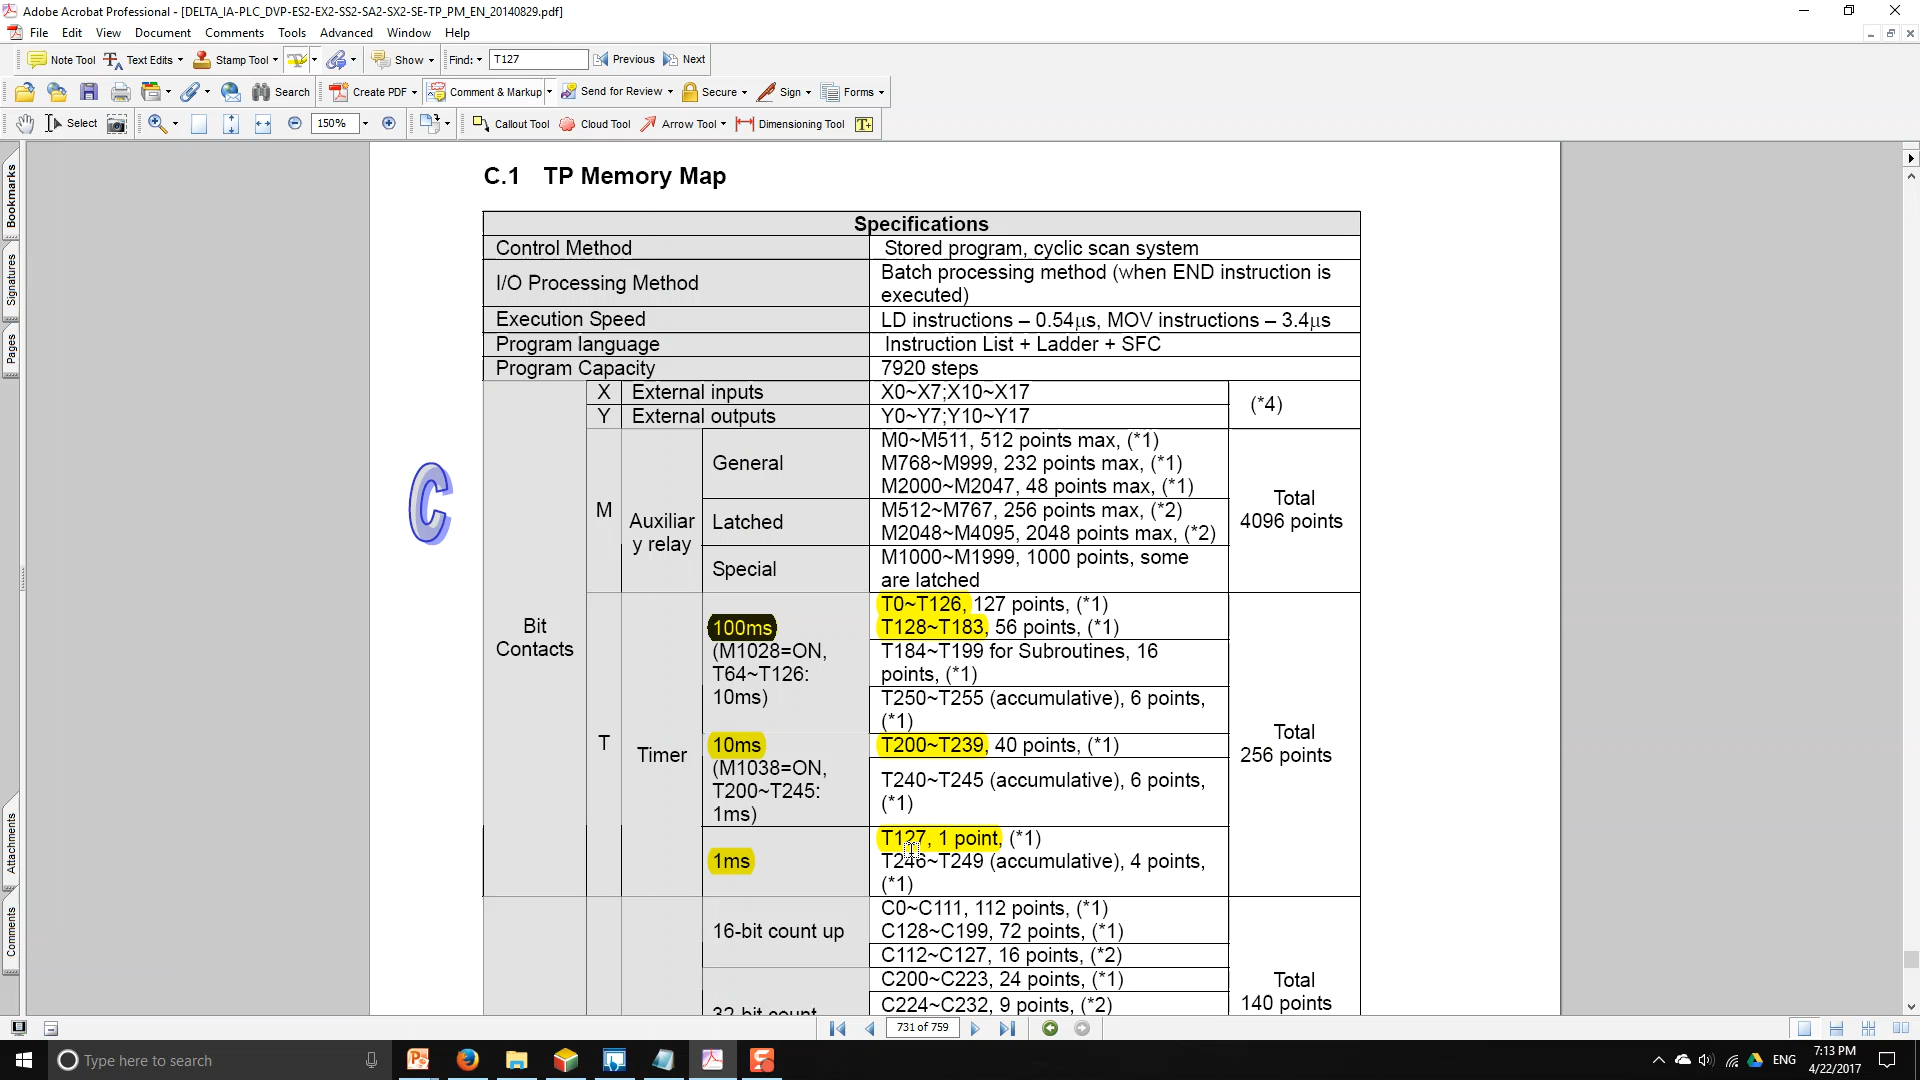 Adobe Acrobat Professional - [DELTA_IA-PLC_DVP-ES2-EX2-SS2-SA2-SX2-SE-TP_PM_EN_20140829.pdf]
File Edit View Document Comments Tools Advanced Window Help
Note Tool Text Edits Stamp Tool Show Find: T127 Previous Next
Search Create PDF Comment & Markup Send for Review Secure Sign Forms
Select 150% Callout Tool Cloud Tool Arrow Tool Dimensioning Tool T+
Bookmarks
Signatures
Pages
Attachments
Comments
C.1 TP Memory Map
Specifications
Control Method Stored program, cyclic scan system
I/O Processing Method Batch processing method (when END instruction is
executed)
Execution Speed LD instructions – 0.54μs, MOV instructions – 3.4μs
Program language Instruction List + Ladder + SFC
Program Capacity 7920 steps
Bit
Contacts
X External inputs X0~X7;X10~X17
Y External outputs Y0~Y7;Y10~Y17
(*4)
M
Auxiliar
y relay
General
M0~M511, 512 points max, (*1)
M768~M999, 232 points max, (*1)
M2000~M2047, 48 points max, (*1)
Latched
M512~M767, 256 points max, (*2)
M2048~M4095, 2048 points max, (*2)
Special
M1000~M1999, 1000 points, some
are latched
Total
4096 points
C
T
Timer
100ms
(M1028=ON,
T64~T126:
10ms)
T0~T126, 127 points, (*1)
T128~T183, 56 points, (*1)
T184~T199 for Subroutines, 16
points, (*1)
T250~T255 (accumulative), 6 points,
(*1)
10ms
(M1038=ON,
T200~T245:
1ms)
T200~T239, 40 points, (*1)
T240~T245 (accumulative), 6 points,
(*1)
1ms
T127, 1 point, (*1)
T246~T249 (accumulative), 4 points,
(*1)
Total
256 points
16-bit count up
C0~C111, 112 points, (*1)
C128~C199, 72 points, (*1)
C112~C127, 16 points, (*2)
32-bit count
C200~C223, 24 points, (*1)
C224~C232, 9 points, (*2)
Total
140 points
731 of 759
Type here to search
ENG
7:13 PM
4/22/2017